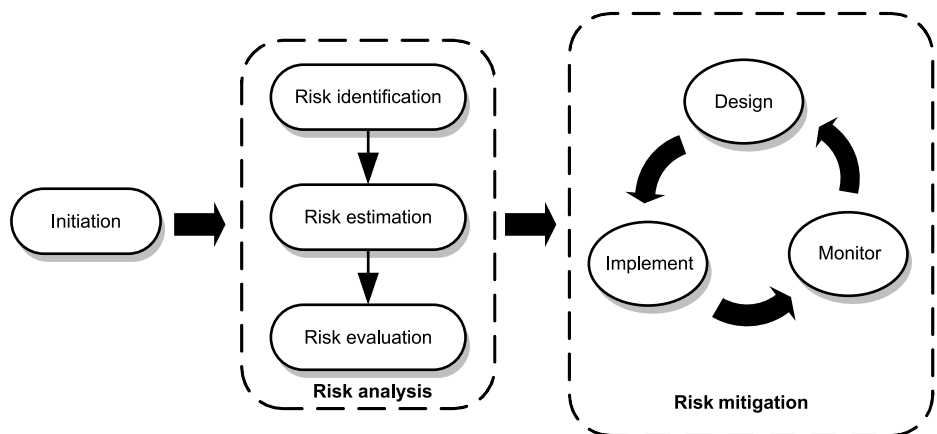 Initiation
Risk identification
Risk estimation
Risk evaluation
Risk analysis
Design
Implement
Monitor
Risk mitigation